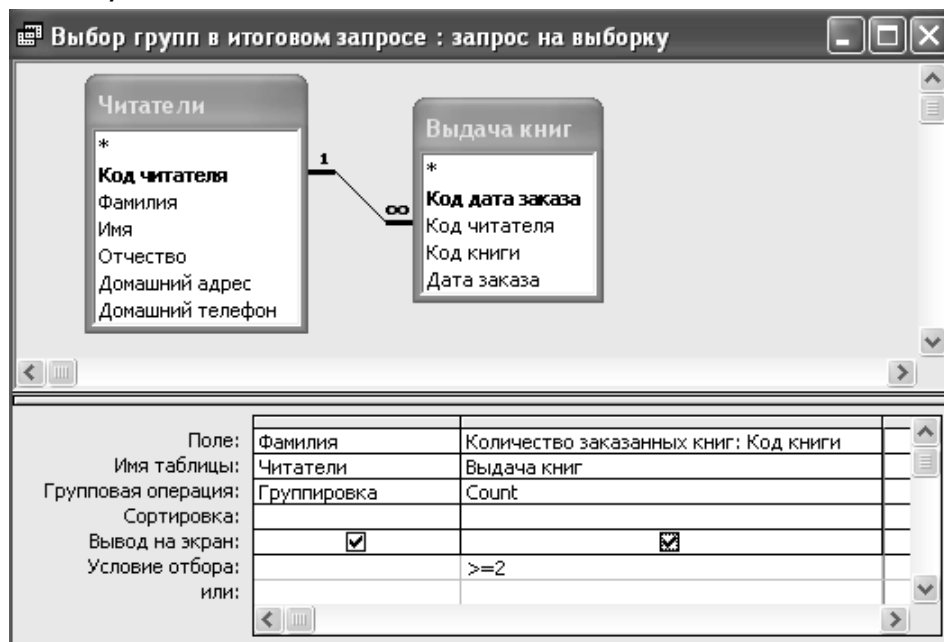 Выбор групп в итоговом запросе : запрос на выборку
Читатели
*
Код читателя
Фамилия
Имя
Отчество
Домашний адрес
Домашний телефон
1
∞
Выдача книг
*
Код дата заказа
Код читателя
Код книги
Дата заказа
Поле: Фамилия Количество заказанных книг: Код книги
Имя таблицы: Читатели Выдача книг
Групповая операция: Группировка Count
Сортировка:
Вывод на экран:
Условие отбора: >=2
или: